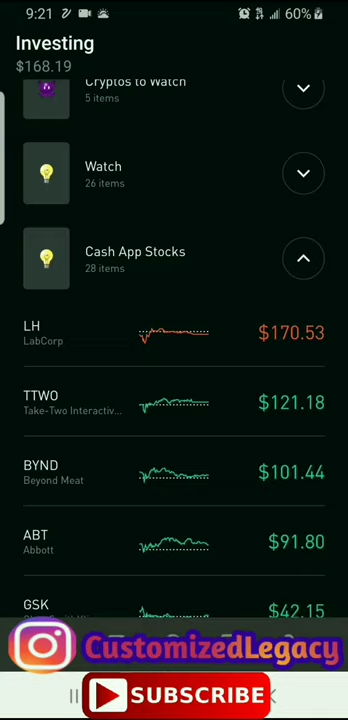 9:21
60%
Investing
$168.19
Cryptos to Watch
5 items
Watch
26 items
Cash App Stocks
28 items
LH
LabCorp
$170.53
TTWO
Take-Two Interactiv...
$121.18
BYND
Beyond Meat
$101.44
ABT
Abbott
$91.80
GSK
$42.15
CustomizedLegacy
SUBSCRIBE